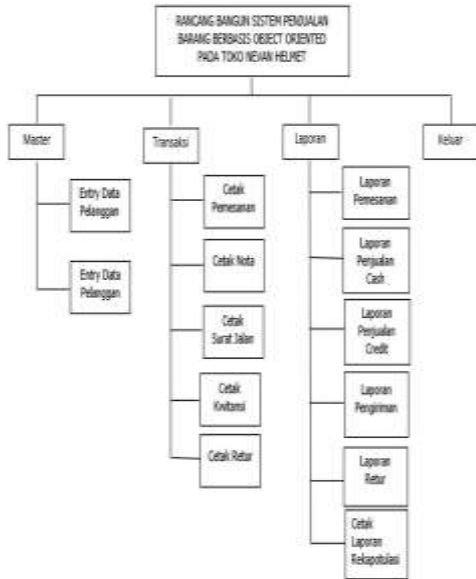 RANCANG BANGUN SISTEM PENJUALAN
BARANG BERBASIS OBJECT ORIENTED
PADA TOKO NEVAN HELMET
Master
Transaksi
Laporan
Keluar
Entry Data
Pelanggan
Entry Data
Pelanggan
Cetak
Pemesanan
Cetak Nota
Cetak
Surat Jalan
Cetak
Kwitansi
Cetak Retur
Laporan
Pemesanan
Laporan
Penjualan
Cash
Laporan
Penjualan
Credit
Laporan
Pengiriman
Laporan
Retur
Cetak
Laporan
Rekapotulasi